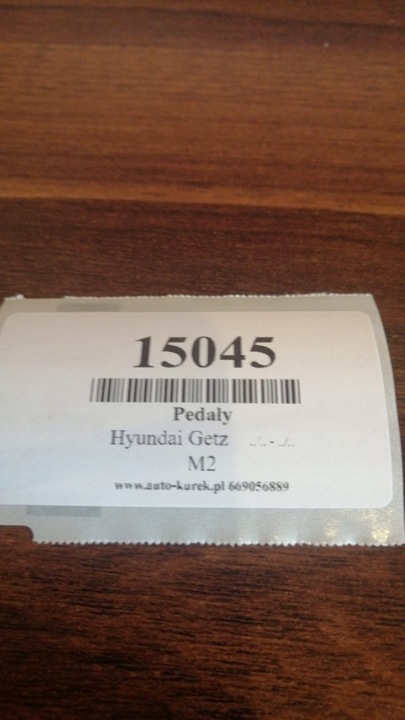 15045
Pedały
Hyundai Getz ../.. - ../..
M2
www.auto-kurek.pl 669056889